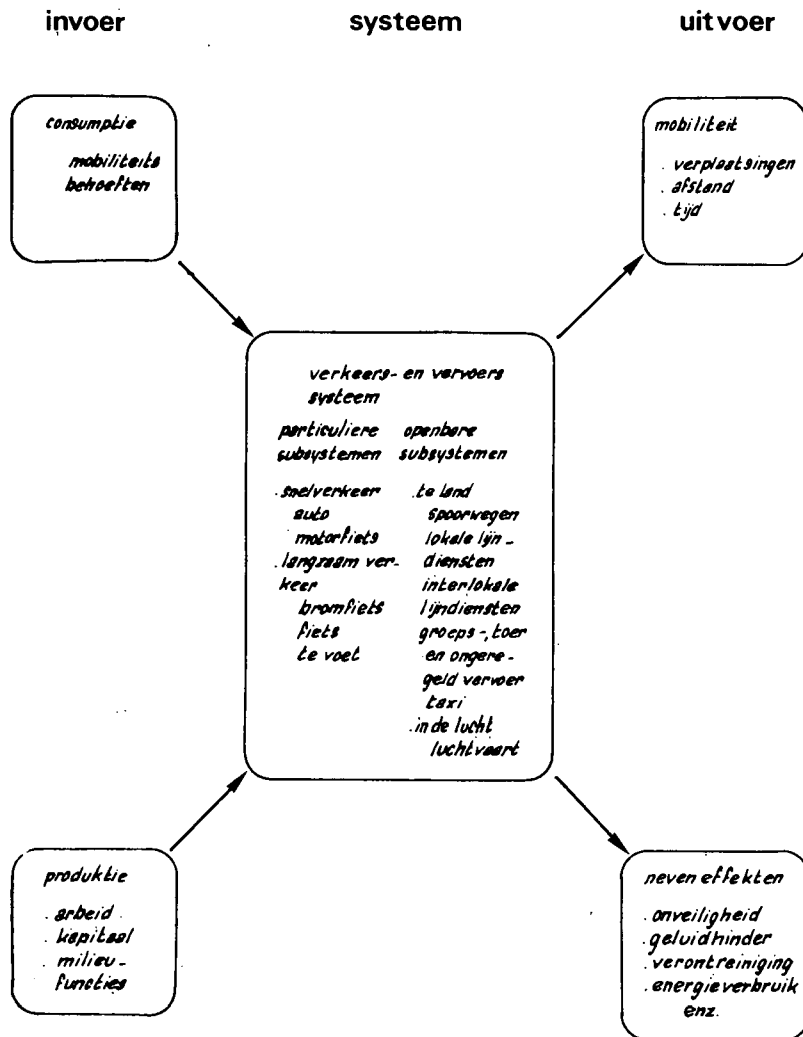 invoer
systeem
uitvoer
consumptie
mobiliteits
behoeften
mobiliteit
. verplaatsingen
. afstand
. tijd
verkeers- en vervoers
systeem
particuliere
subsystemen
.snelverkeer
auto
motorfiets
.langzaam ver-
keer
bromfiets
fiets
te voet
openbare
subsystemen
.te land
spoorwegen
lokale lijn-
diensten
interlokale
lijndiensten
groeps-, toer
en ongere-
geld vervoer
taxi
.in de lucht
luchtvaart
produktie
. arbeid
. kapitaal
. milieu-
functies
neven effekten
.onveiligheid
.geluidhinder
.verontreiniging
.energieverbruik
enz.